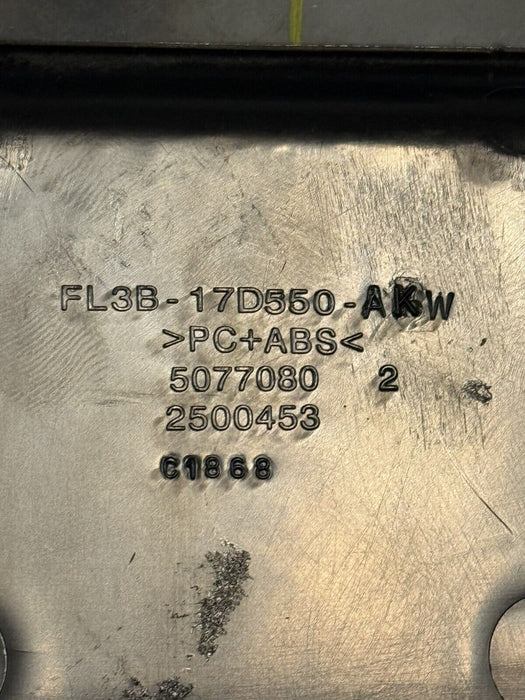 FL3B-17D550-AKW
>PC+ABS<
5077080 2
2500453
C1868